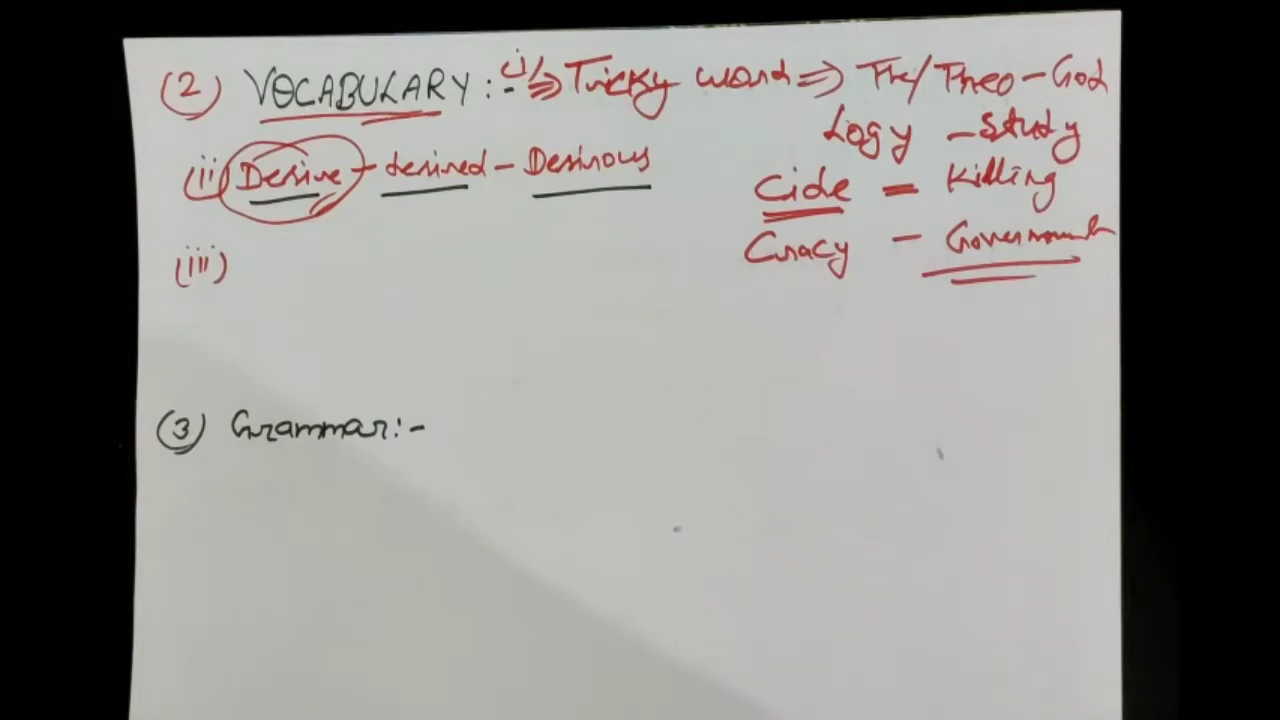 (2) VOCABULARY :- (i) ⇒ Tricky word ⇒ The/Theo - God
Logy - Study
(ii) Desire - desired - Desirous
Cide = Killing
Cracy - Government
(iii)
(3) Grammar :-